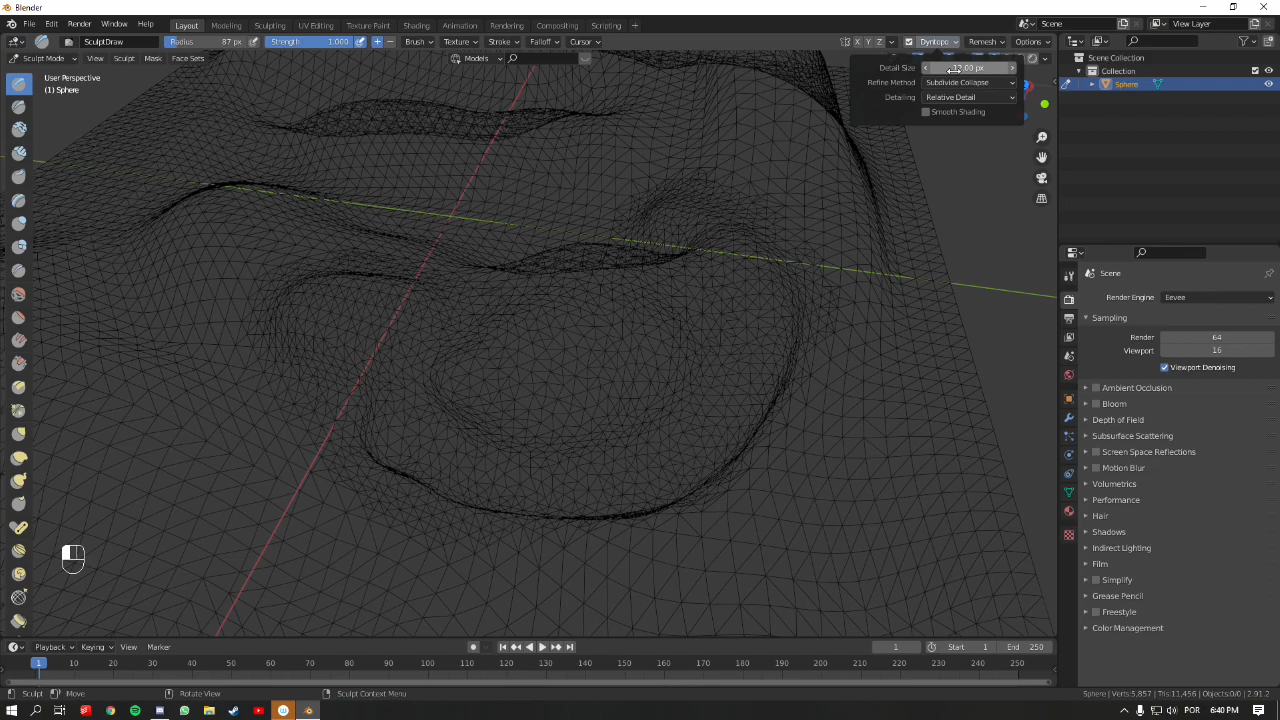 Blender
File Edit Render Window Help Layout Modeling Sculpting UV Editing Texture Paint Shading Animation Rendering Compositing Scripting + Scene View Layer
SculptDraw Radius 87 px Strength 1.000 Brush Texture Stroke Falloff Cursor X Y Z Dyntopo Remesh Options
Sculpt Mode View Sculpt Mask Face Sets Models
User Perspective
(1) Sphere
Detail Size 12.00 px
Refine Method Subdivide Collapse
Detailing Relative Detail
Smooth Shading
Scene Collection
Collection
Sphere
Scene
Render Engine Eevee
Sampling
Render 64
Viewport 16
Viewport Denoising
Ambient Occlusion
Bloom
Depth of Field
Subsurface Scattering
Screen Space Reflections
Motion Blur
Volumetrics
Performance
Hair
Shadows
Indirect Lighting
Film
Simplify
Grease Pencil
Freestyle
Color Management
Playback Keying View Marker 1 Start 1 End 250
1 10 20 30 40 50 60 70 80 90 100 110 120 130 140 150 160 170 180 190 200 210 220 230 240 250
Sculpt Move Rotate View Sculpt Context Menu Sphere | Verts:5,857 | Tris:11,456 | Objects:0/0 | 2.91.2
POR 6:40 PM